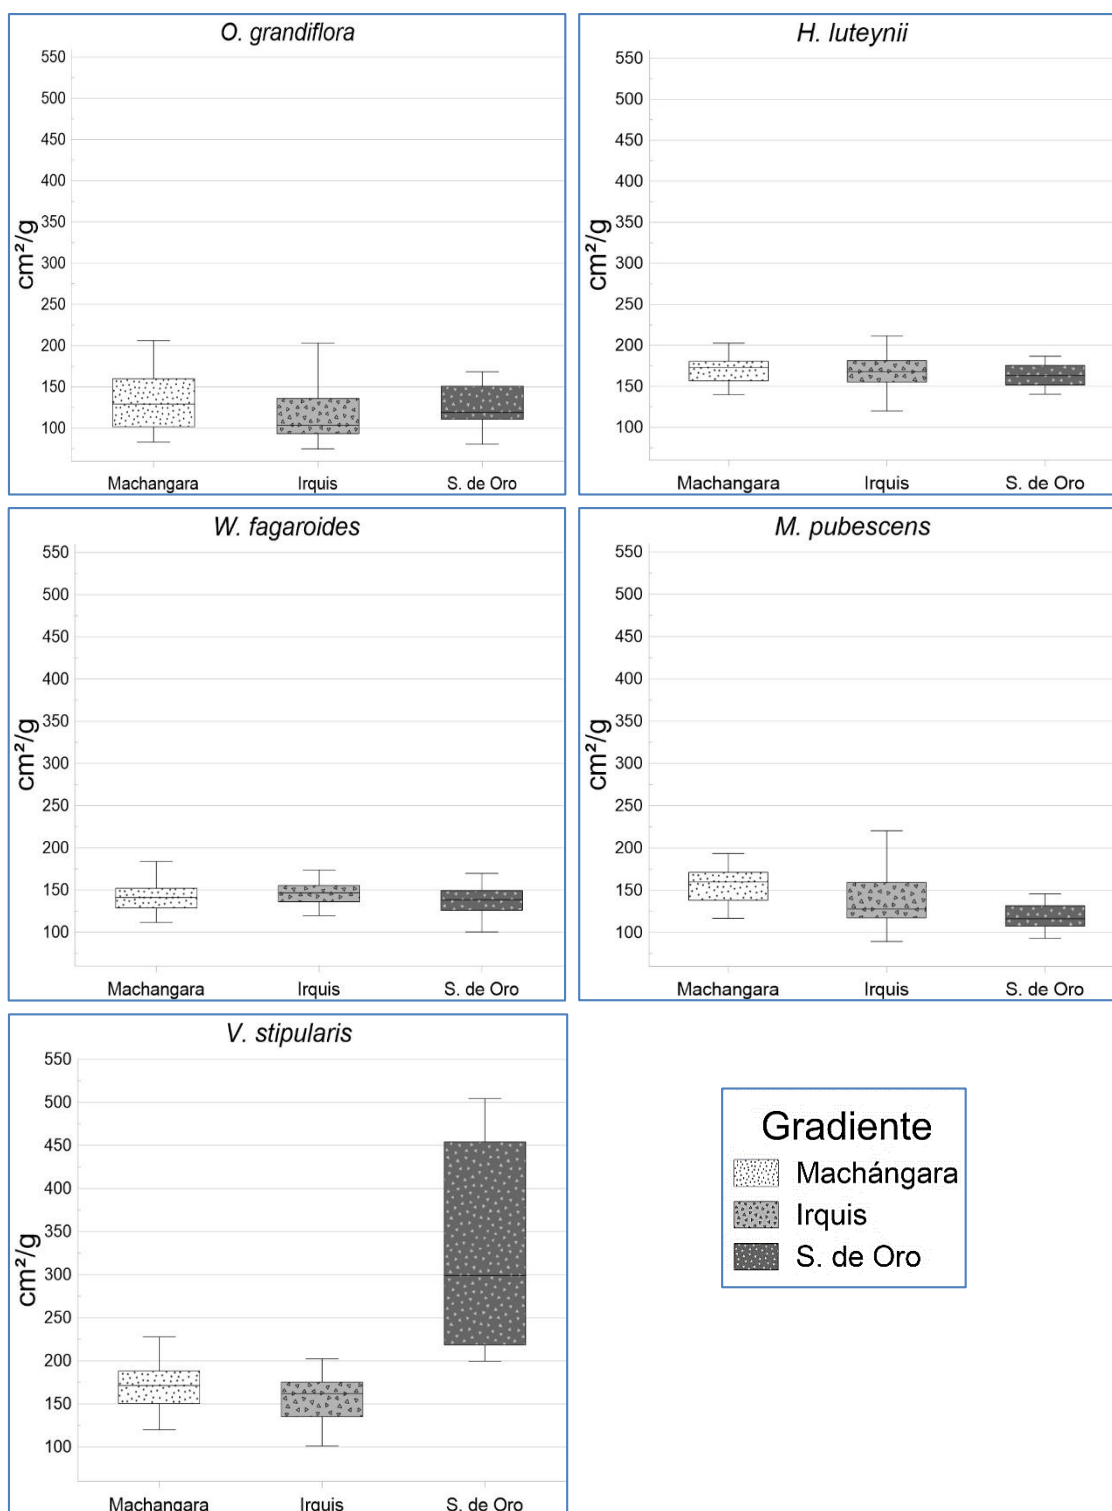 O. grandiflora
550
500
450
400
350
300
250
200
150
100
cm²/g
Machangara Irquis S. de Oro
H. luteynii
550
500
450
400
350
300
250
200
150
100
cm²/g
Machangara Irquis S. de Oro
W. fagaroides
550
500
450
400
350
300
250
200
150
100
cm²/g
Machangara Irquis S. de Oro
M. pubescens
550
500
450
400
350
300
250
200
150
100
cm²/g
Machangara Irquis S. de Oro
V. stipularis
550
500
450
400
350
300
250
200
150
100
cm²/g
Machangara Irquis S. de Oro
Gradiente
Machángara
Irquis
S. de Oro